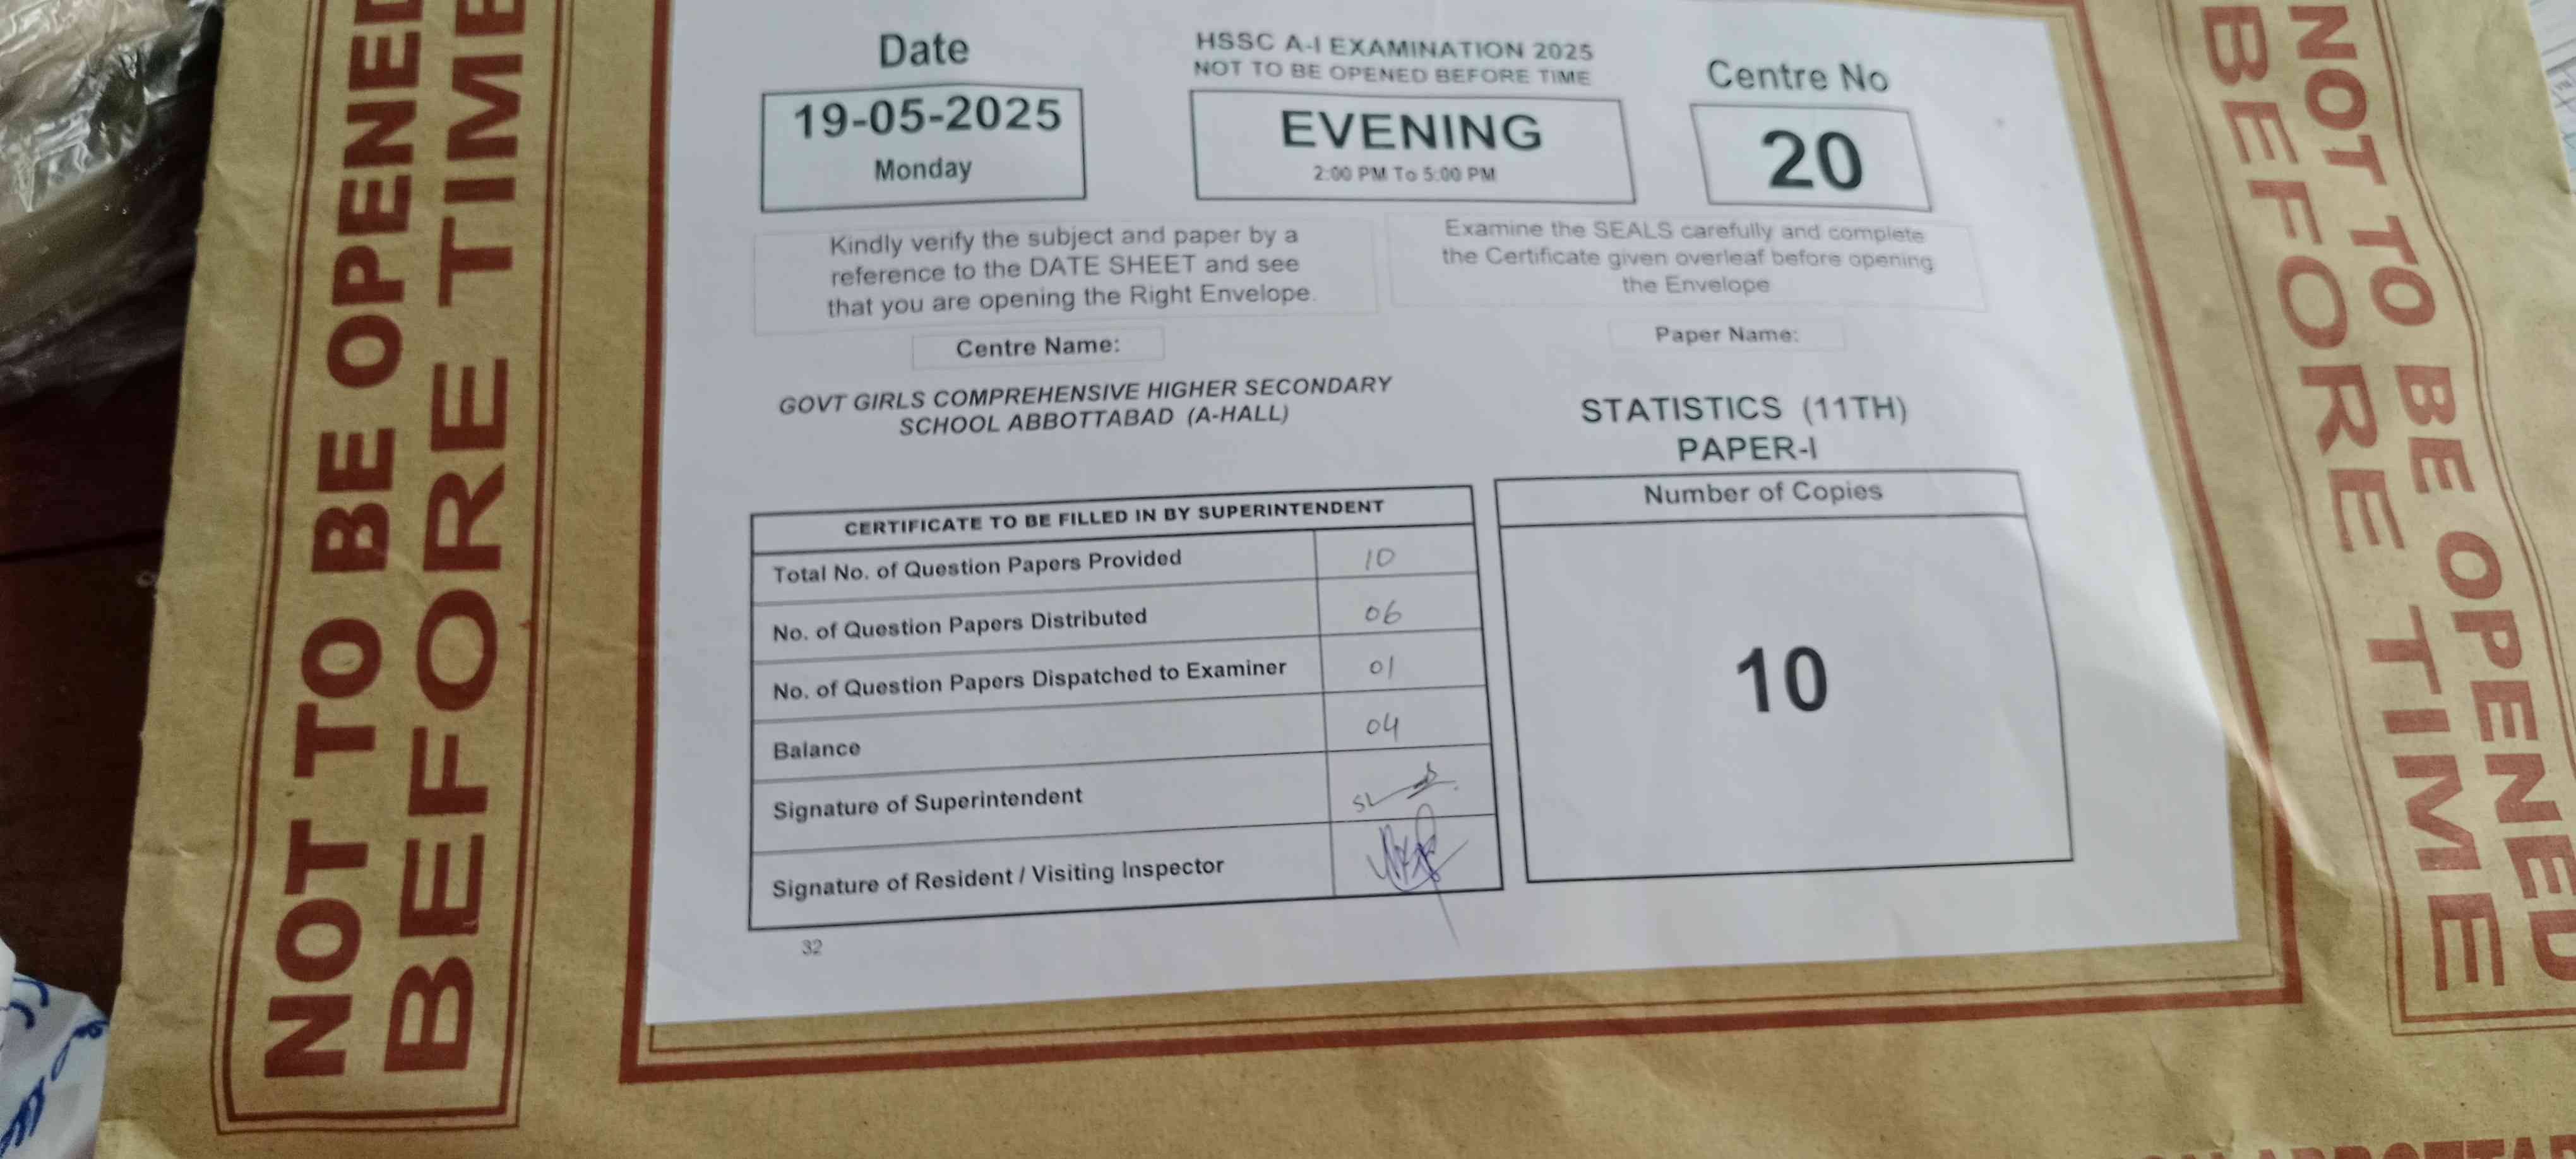 NOT TO BE OPENED
BEFORE TIME
Date
19-05-2025
Monday
HSSC A-I EXAMINATION 2025
NOT TO BE OPENED BEFORE TIME
EVENING
2:00 PM To 5:00 PM
Centre No
20
Kindly verify the subject and paper by a
reference to the DATE SHEET and see
that you are opening the Right Envelope.
Examine the SEALS carefully and complete
the Certificate given overleaf before opening
the Envelope
Centre Name:
GOVT GIRLS COMPREHENSIVE HIGHER SECONDARY
SCHOOL ABBOTTABAD (A-HALL)
Paper Name:
STATISTICS (11TH)
PAPER-I
CERTIFICATE TO BE FILLED IN BY SUPERINTENDENT
Total No. of Question Papers Provided 10
No. of Question Papers Distributed 06
No. of Question Papers Dispatched to Examiner 01
Balance 04
Signature of Superintendent
Signature of Resident / Visiting Inspector
Number of Copies
10
32
NOT TO BE OPENED
BEFORE TIME